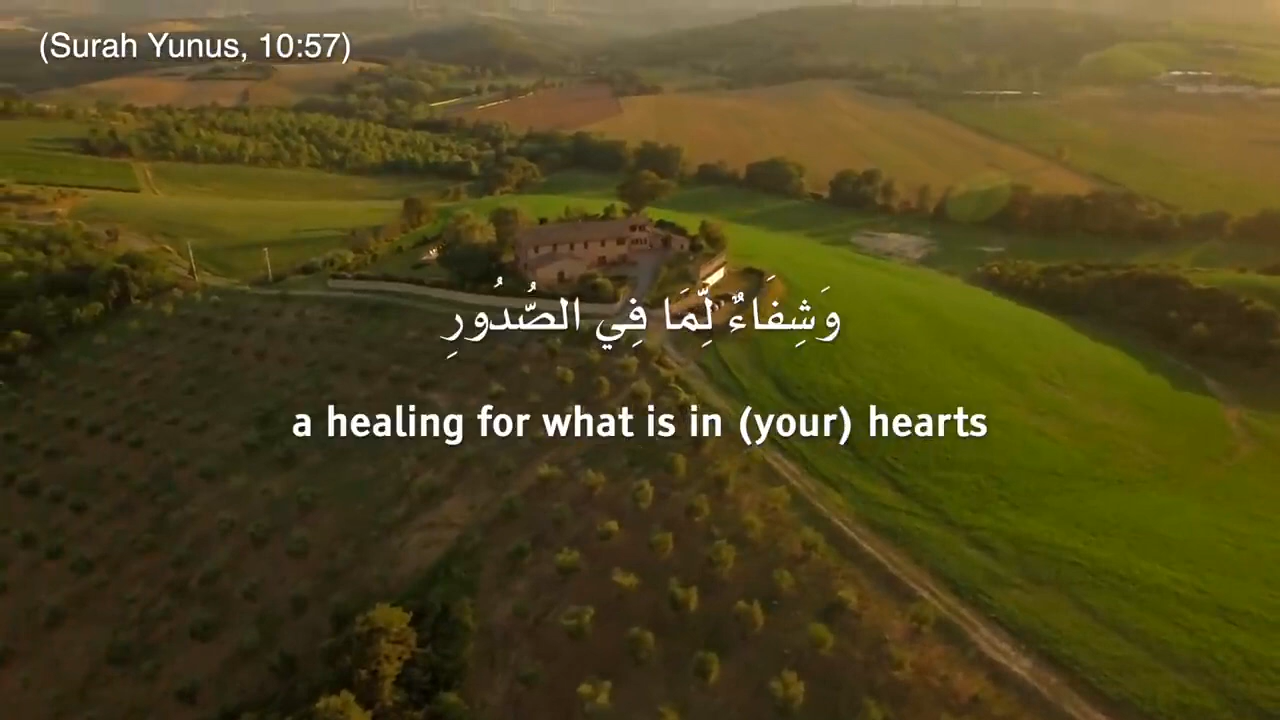 (Surah Yunus, 10:57)
وَشِفَاءٌ لِّمَا فِي الصُّدُورِ
a healing for what is in (your) hearts